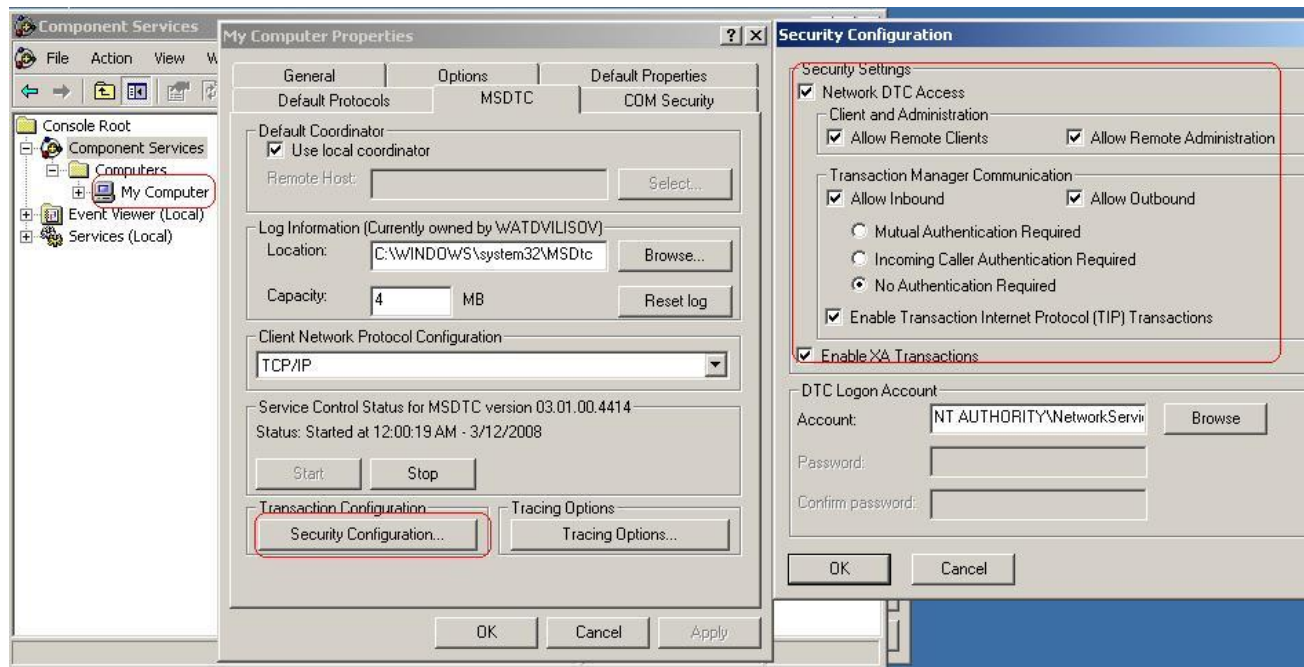 Component Services
File Action View W
Console Root
Component Services
Computers
My Computer
Event Viewer (Local)
Services (Local)
My Computer Properties
General Options Default Properties
Default Protocols MSDTC COM Security
Default Coordinator
Use local coordinator
Remote Host: Select...
Log Information (Currently owned by WATDVILISOV)
Location: C:\WINDOWS\system32\MSDtc Browse...
Capacity: 4 MB Reset log
Client Network Protocol Configuration
TCP/IP
Service Control Status for MSDTC version 03.01.00.4414
Status: Started at 12:00:19 AM - 3/12/2008
Start Stop
Transaction Configuration Tracing Options
Security Configuration... Tracing Options...
OK Cancel Apply
Security Configuration
Security Settings
Network DTC Access
Client and Administration
Allow Remote Clients Allow Remote Administration
Transaction Manager Communication
Allow Inbound Allow Outbound
Mutual Authentication Required
Incoming Caller Authentication Required
No Authentication Required
Enable Transaction Internet Protocol (TIP) Transactions
Enable XA Transactions
DTC Logon Account
Account: NT AUTHORITY\NetworkServi Browse
Password:
Confirm password:
OK Cancel